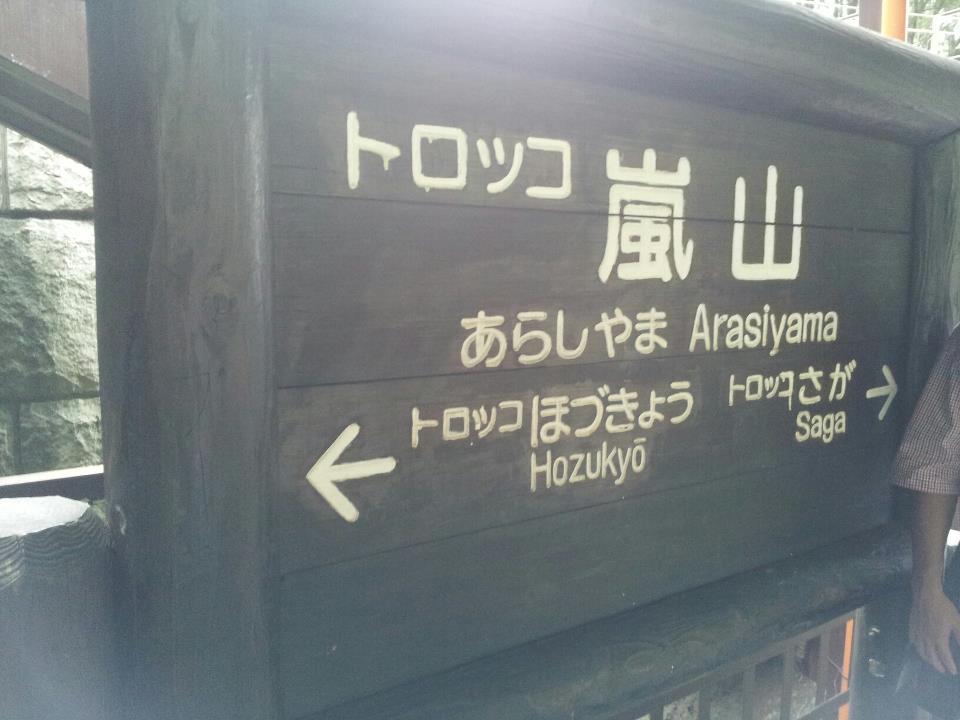 トロッコ 嵐山
あらしやま Arasiyama
トロッコほづきょう トロッコさが →
← Hozukyō Saga